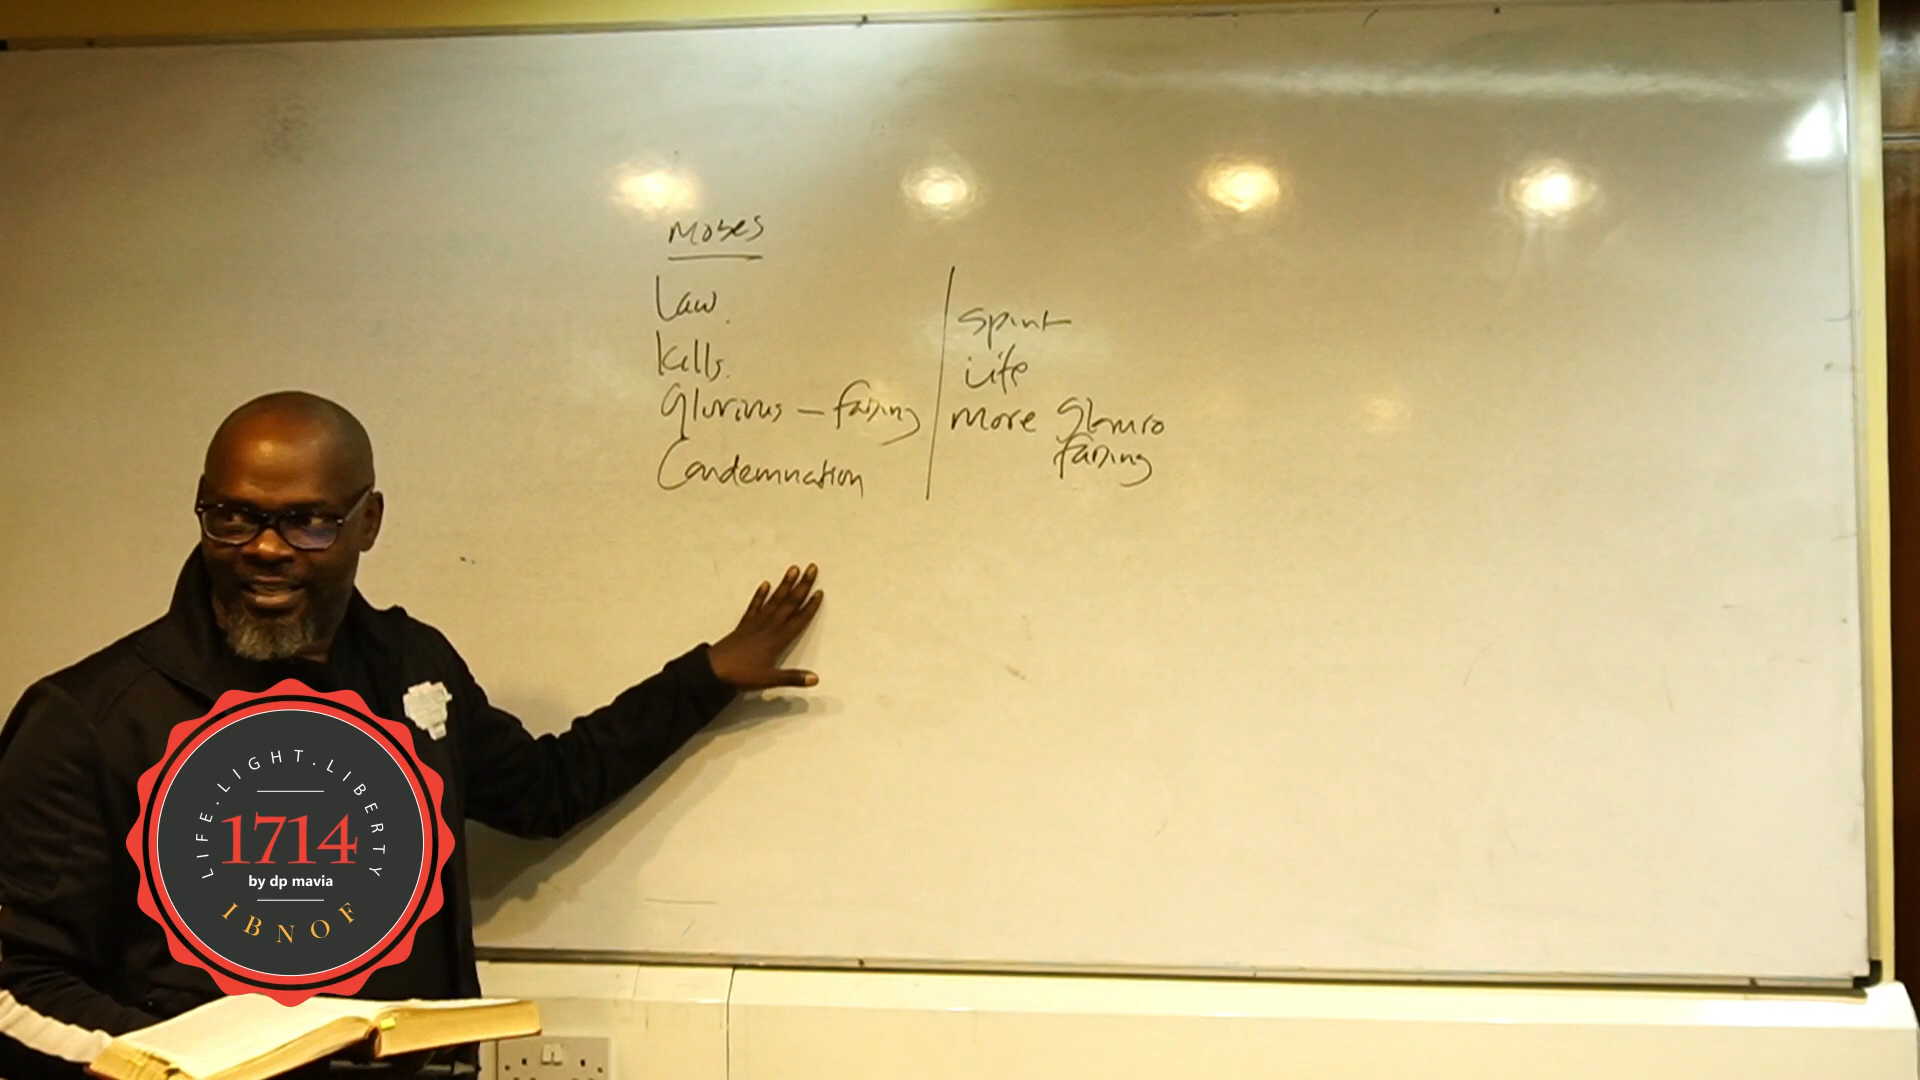 Moses
Law.
Kills.
Glorious – fading
Condemnation
Spirit
Life
more
fading
LIFE.LIGHT.LIBERTY
1714
by dp mavia
IBNOF